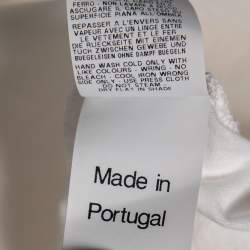 FERRO - NON LAVARE
ASCIUGARE IL CAPO STESO
SUPERFICIE PIANA ALL'OMBRA
REPASSER A L'ENVERS SANS
VAPEUR AVEC UN LINGE ENTRE
LE VETEMENT ET LE FER
DIE RUECKSEITE MIT EINEMEM
TUCH ZWISCHEN GEWEBE UND
BUEGELEISEN OHNE DAMPF
HAND WASH COLD ONLY WITH
LIKE COLOURS - WRING - NO
BLEACH - COOL IRON WRONG
SIDE ONLY - USE PRESS CLOTH
DO NOT STEAM
DRY FLAT IN SHADE
Made in
Portugal